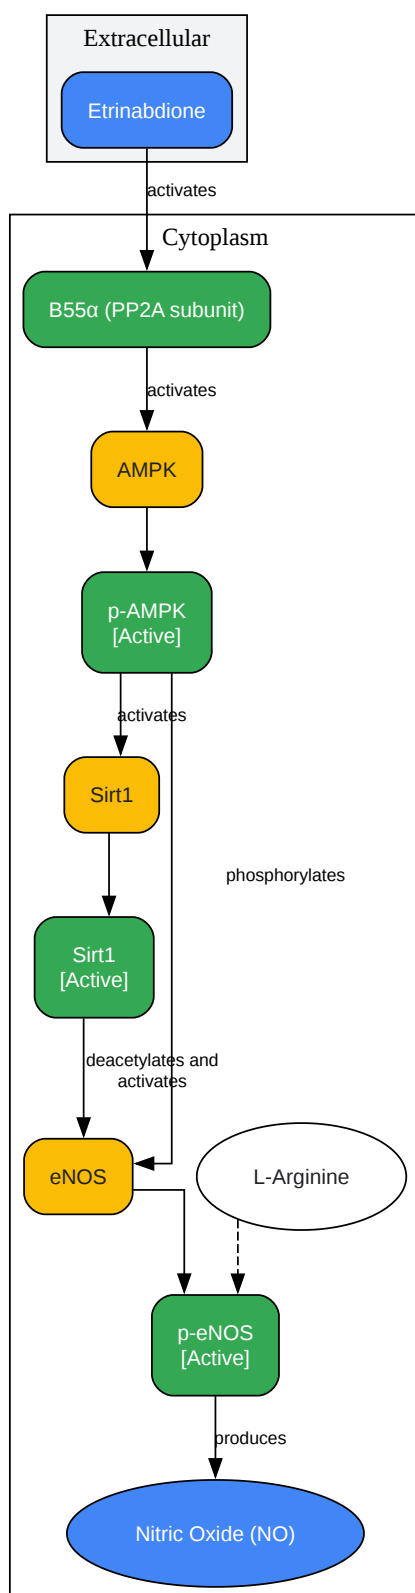 Extracellular
Etrinabdione
activates
Cytoplasm
B55α (PP2A subunit)
activates
AMPK
p-AMPK
[Active]
activates
Sirt1
phosphorylates
Sirt1
[Active]
deacetylates and
activates
eNOS
L-Arginine
p-eNOS
[Active]
produces
Nitric Oxide (NO)